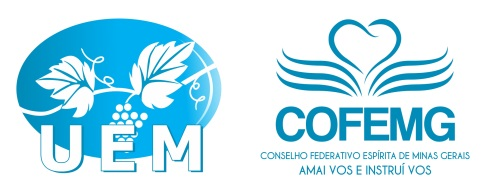 UEM
COFEMG
CONSELHO FEDERATIVO ESPÍRITA DE MINAS GERAIS
AMAI VOS E INSTRUÍ VOS